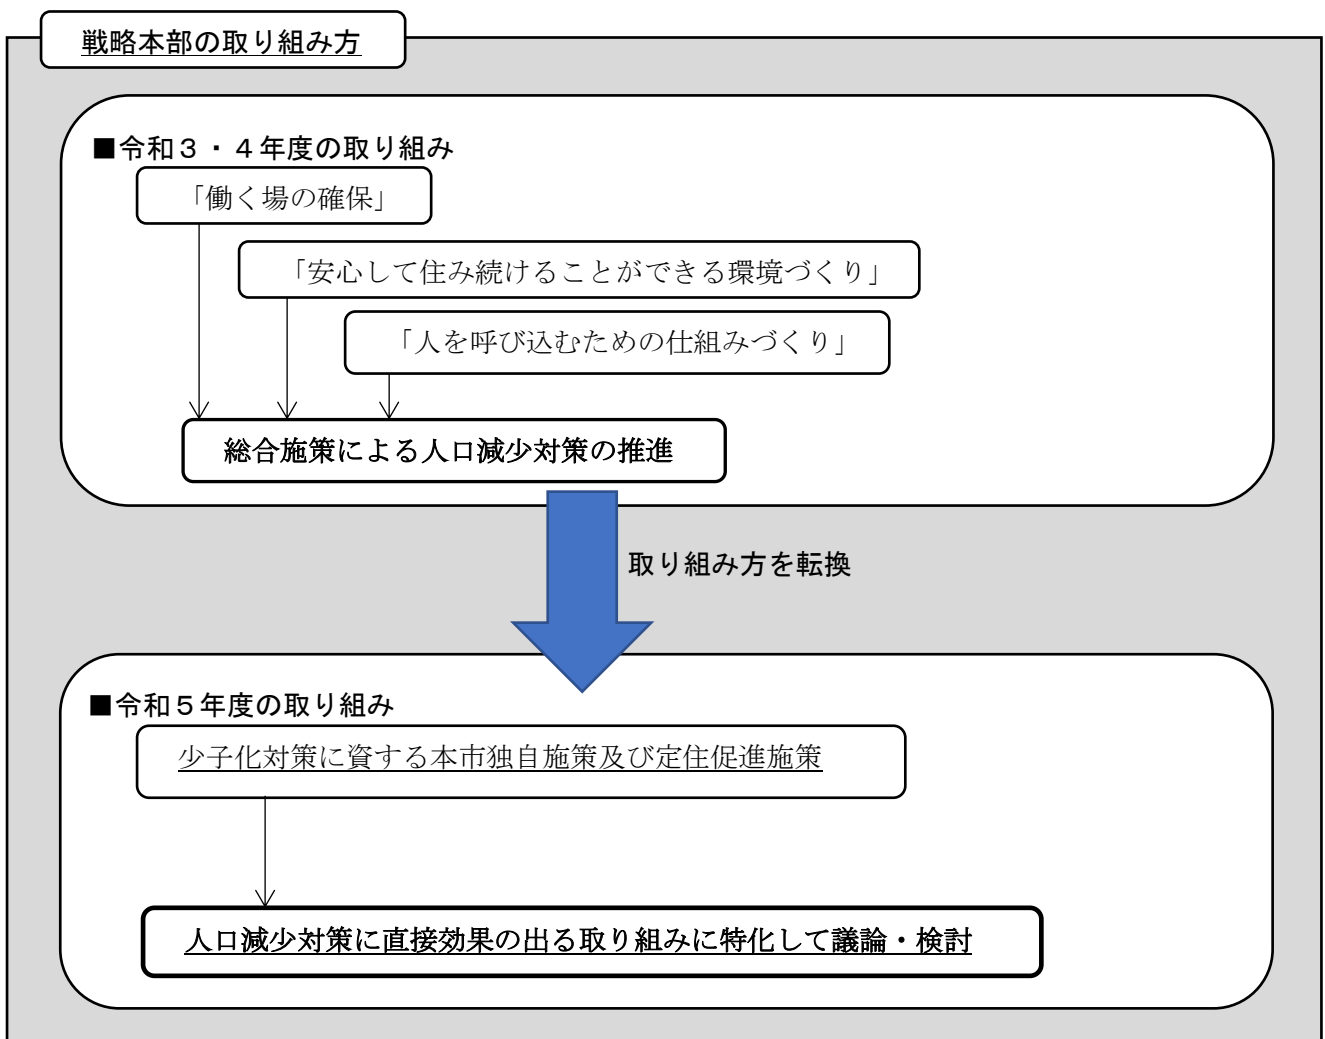 戦略本部の取り組み方
■令和３・４年度の取り組み
「働く場の確保」
「安心して住み続けることができる環境づくり」
「人を呼び込むための仕組みづくり」
総合施策による人口減少対策の推進
取り組み方を転換
■令和５年度の取り組み
少子化対策に資する本市独自施策及び定住促進施策
人口減少対策に直接効果の出る取り組みに特化して議論・検討